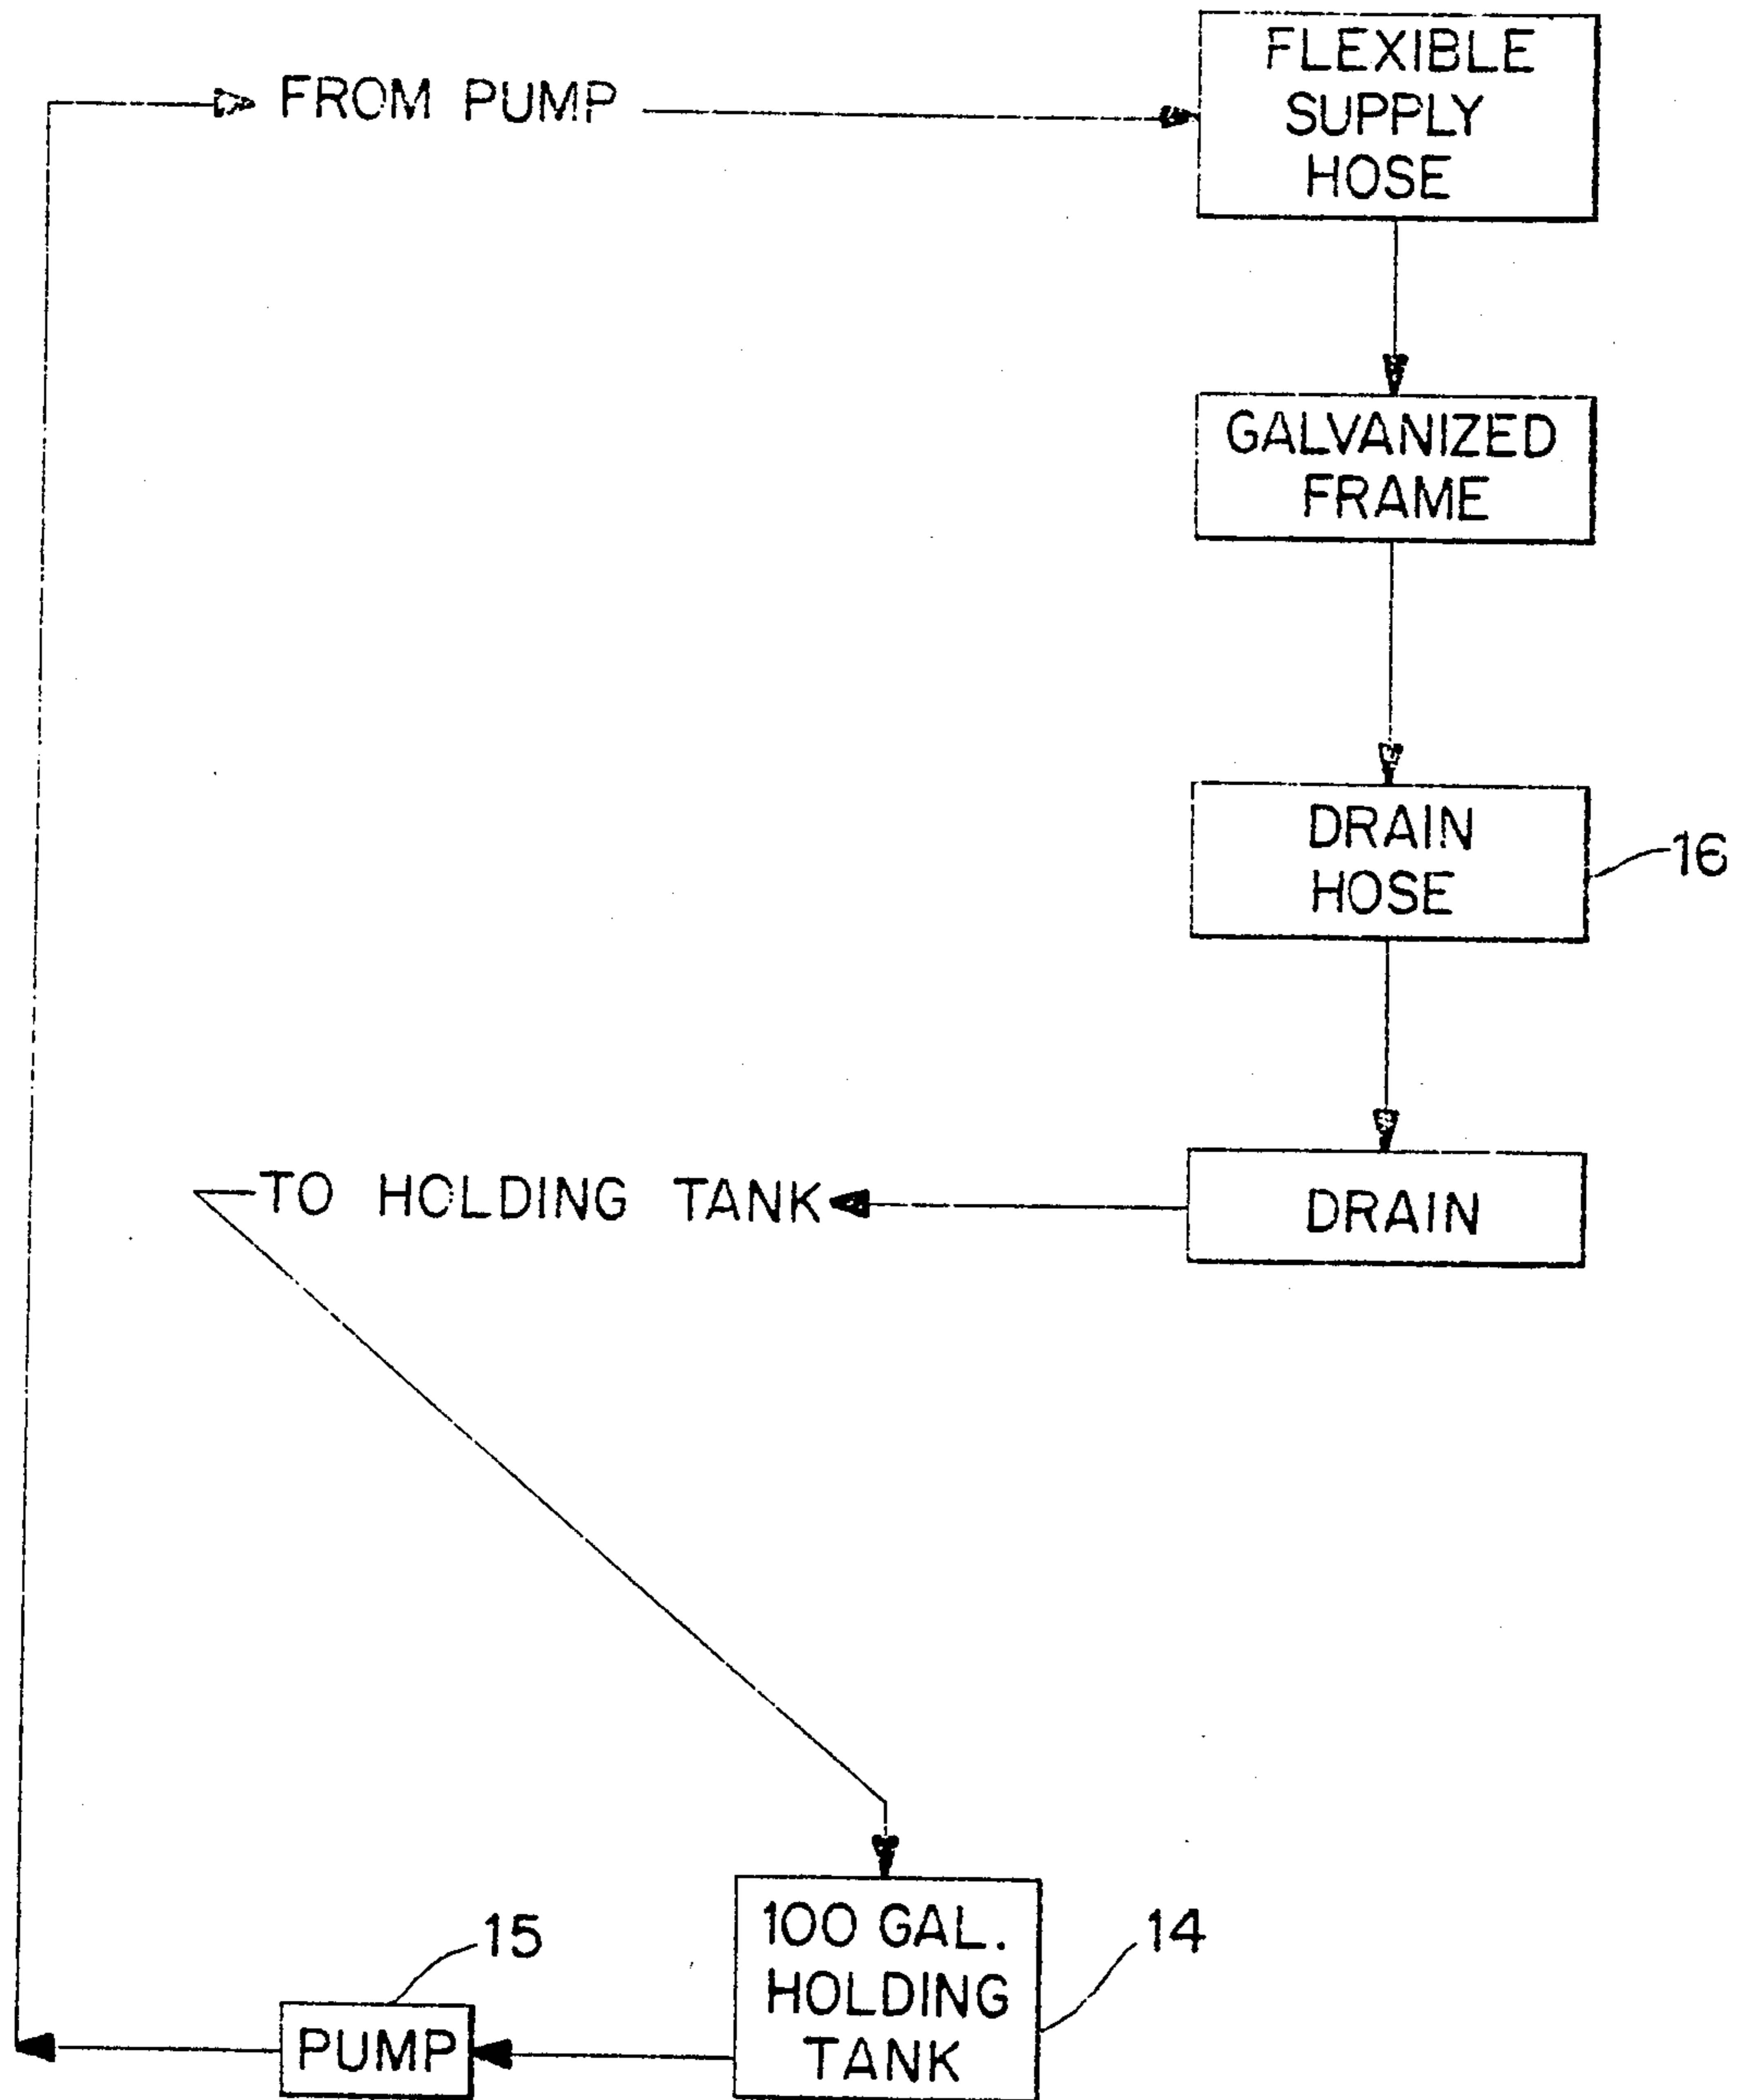 FROM PUMP
FLEXIBLE
SUPPLY
HOSE
GALVANIZED
FRAME
DRAIN
HOSE
16
TO HOLDING TANK
DRAIN
15
PUMP
100 GAL.
HOLDING
TANK
14